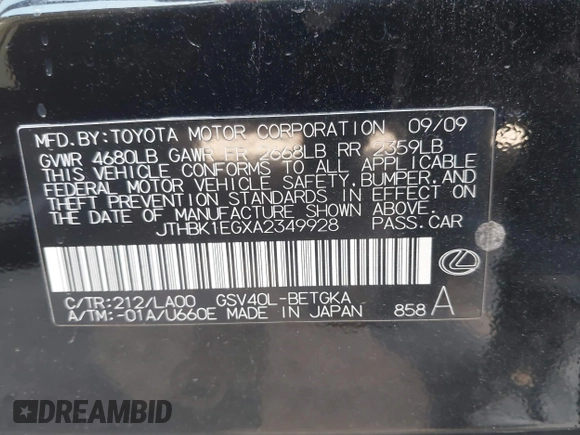 MFD. BY: TOYOTA MOTOR CORPORATION 09/09
GVWR 4680LB GAWR FR 2668LB RR 2359LB
THIS VEHICLE CONFORMS TO ALL APPLICABLE
FEDERAL MOTOR VEHICLE SAFETY, BUMPER, AND
THEFT PREVENTION STANDARDS IN EFFECT ON
THE DATE OF MANUFACTURE SHOWN ABOVE.
JTHBK1EGXA2349928 PASS. CAR
C/TR: 212/LA00 GSV40L-BETGKA
A/TM: -01A/U660E MADE IN JAPAN 858 A
DREAMBID